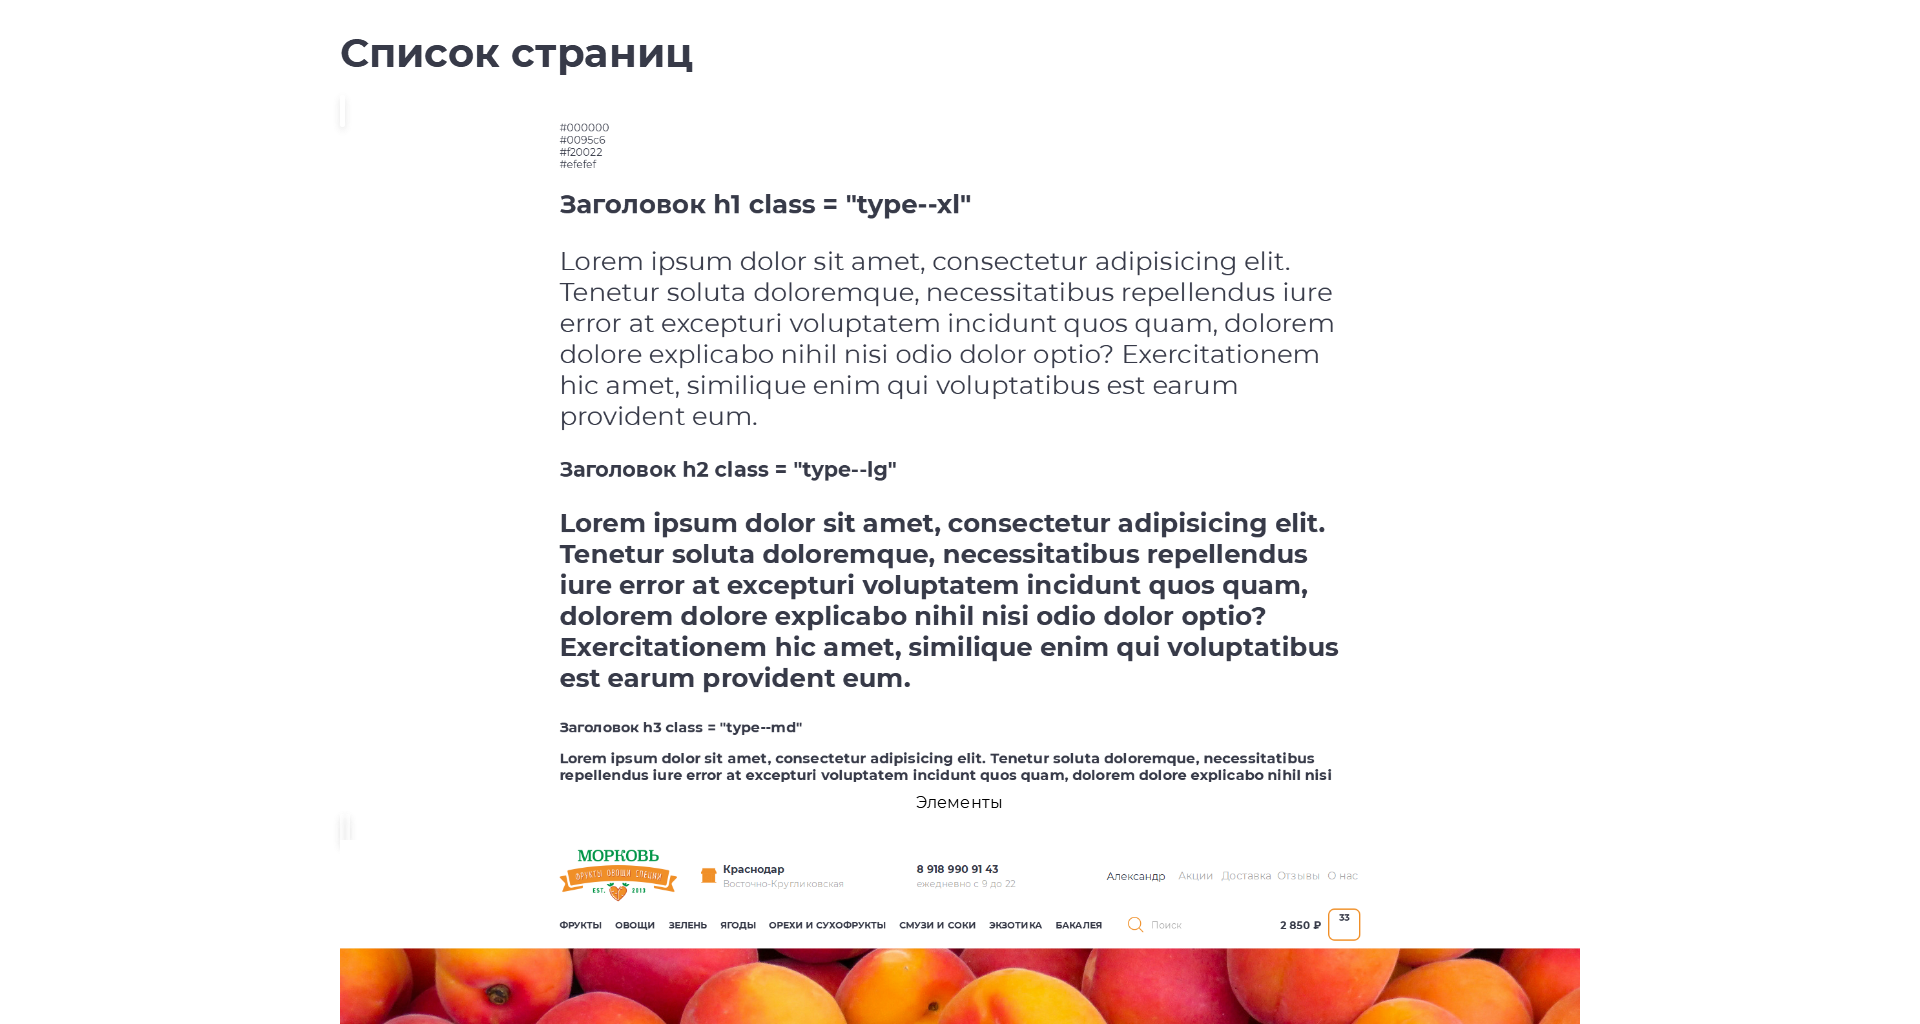 Список страниц
#000000
#0095c6
#f20022
#efefef
Заголовок h1 class = "type--xl"
Lorem ipsum dolor sit amet, consectetur adipisicing elit.
Tenetur soluta doloremque, necessitatibus repellendus iure
error at excepturi voluptatem incidunt quos quam, dolorem
dolore explicabo nihil nisi odio dolor optio? Exercitationem
hic amet, similique enim qui voluptatibus est earum
provident eum.
Заголовок h2 class = "type--lg"
Lorem ipsum dolor sit amet, consectetur adipisicing elit.
Tenetur soluta doloremque, necessitatibus repellendus
iure error at excepturi voluptatem incidunt quos quam,
dolorem dolore explicabo nihil nisi odio dolor optio?
Exercitationem hic amet, similique enim qui voluptatibus
est earum provident eum.
Заголовок h3 class = "type--md"
Lorem ipsum dolor sit amet, consectetur adipisicing elit. Tenetur soluta doloremque, necessitatibus
repellendus iure error at excepturi voluptatem incidunt quos quam, dolorem dolore explicabo nihil nisi
Элементы
МОРКОВЬ
ФРУКТЫ ОВОЩИ СПЕЦИИ
EST. 2013
Краснодар
Восточно-Кругликовская
8 918 990 91 43
ежедневно с 9 до 22
Александр Акции Доставка Отзывы О нас
ФРУКТЫ ОВОЩИ ЗЕЛЕНЬ ЯГОДЫ ОРЕХИ И СУХОФРУКТЫ СМУЗИ И СОКИ ЭКЗОТИКА БАКАЛЕЯ Поиск 2 850 ₽ 33